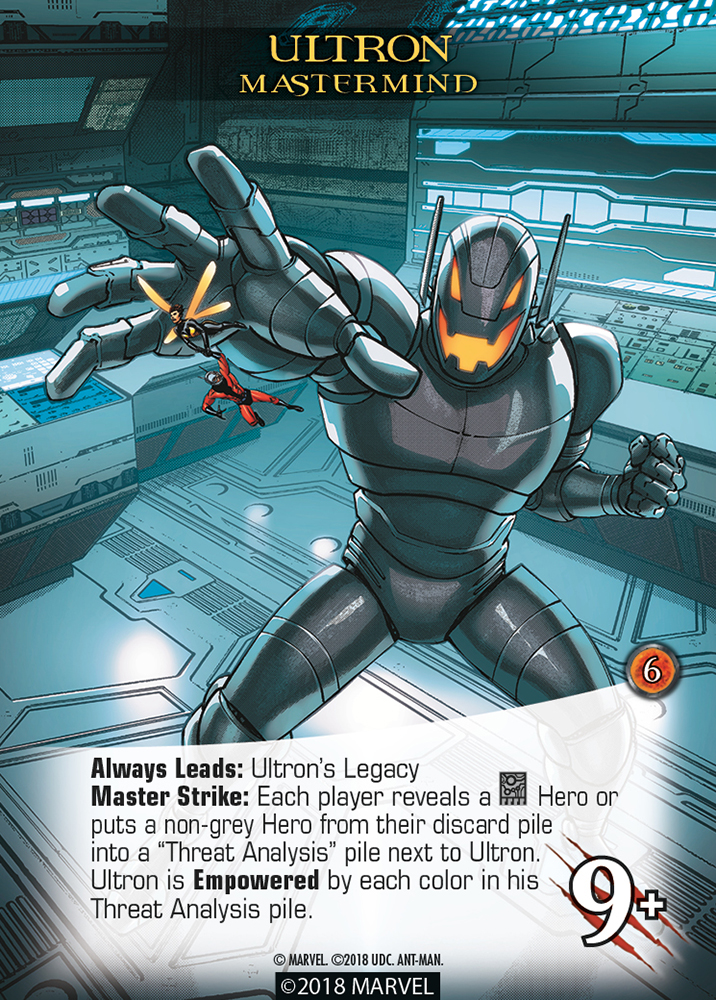 ULTRON
MASTERMIND
6
Always Leads: Ultron's Legacy
Master Strike: Each player reveals a Hero or
puts a non-grey Hero from their discard pile
into a “Threat Analysis” pile next to Ultron.
Ultron is Empowered by each color in his
Threat Analysis pile.
9+
© MARVEL. ©2018 UDC. ANT-MAN.
©2018 MARVEL